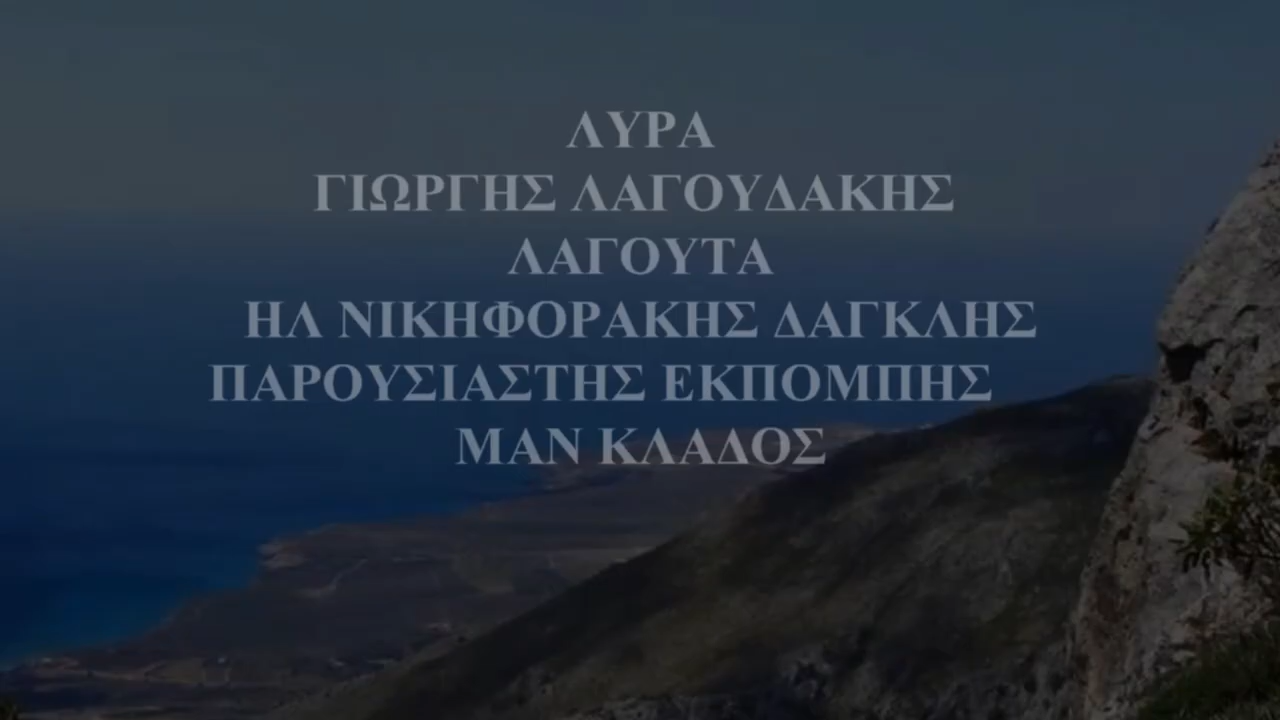 ΛΥΡΑ
ΓΙΩΡΓΗΣ ΛΑΓΟΥΔΑΚΗΣ
ΛΑΓΟΥΤΑ
ΗΛ ΝΙΚΗΦΟΡΑΚΗΣ ΔΑΓΚΛΗΣ
ΠΑΡΟΥΣΙΑΣΤΗΣ ΕΚΠΟΜΠΗΣ
ΜΑΝ ΚΛΑΔΟΣ